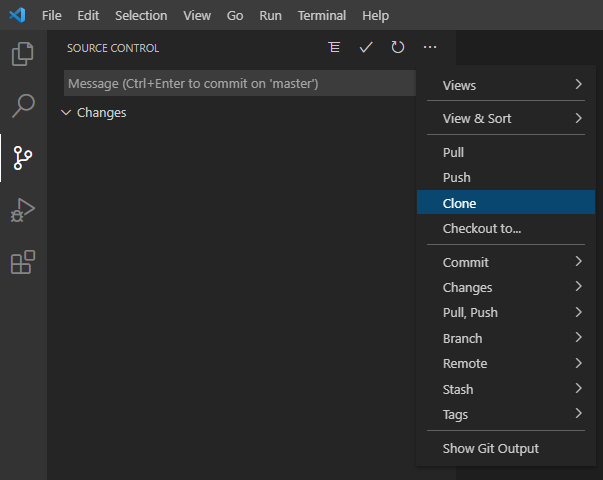 File Edit Selection View Go Run Terminal Help
SOURCE CONTROL
Message (Ctrl+Enter to commit on 'master')
Changes
Views
View & Sort
Pull
Push
Clone
Checkout to...
Commit
Changes
Pull, Push
Branch
Remote
Stash
Tags
Show Git Output